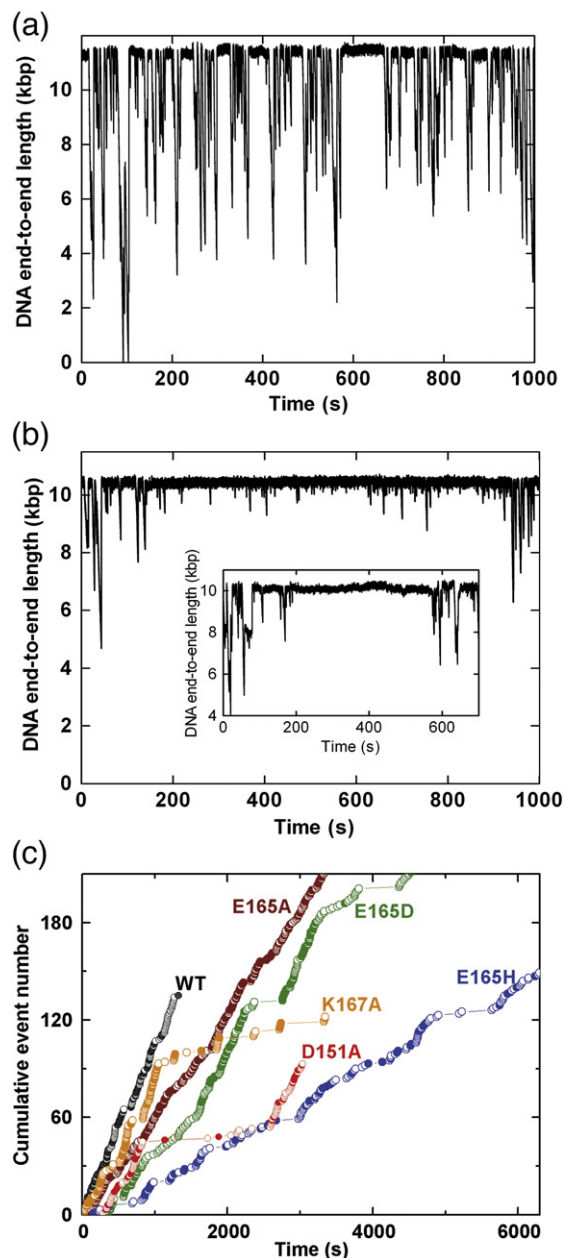 (a)
DNA end-to-end length (kbp)
10
8
6
4
2
0
0 200 400 600 800 1000
Time (s)
(b)
DNA end-to-end length (kbp)
10
8
6
4
2
0
DNA end-to-end length (kbp)
10
8
6
4
0 200 400 600
Time (s)
0 200 400 600 800 1000
Time (s)
(c)
Cumulative event number
180
120
60
0
E165A
E165D
WT
K167A
E165H
D151A
0 2000 4000 6000
Time (s)